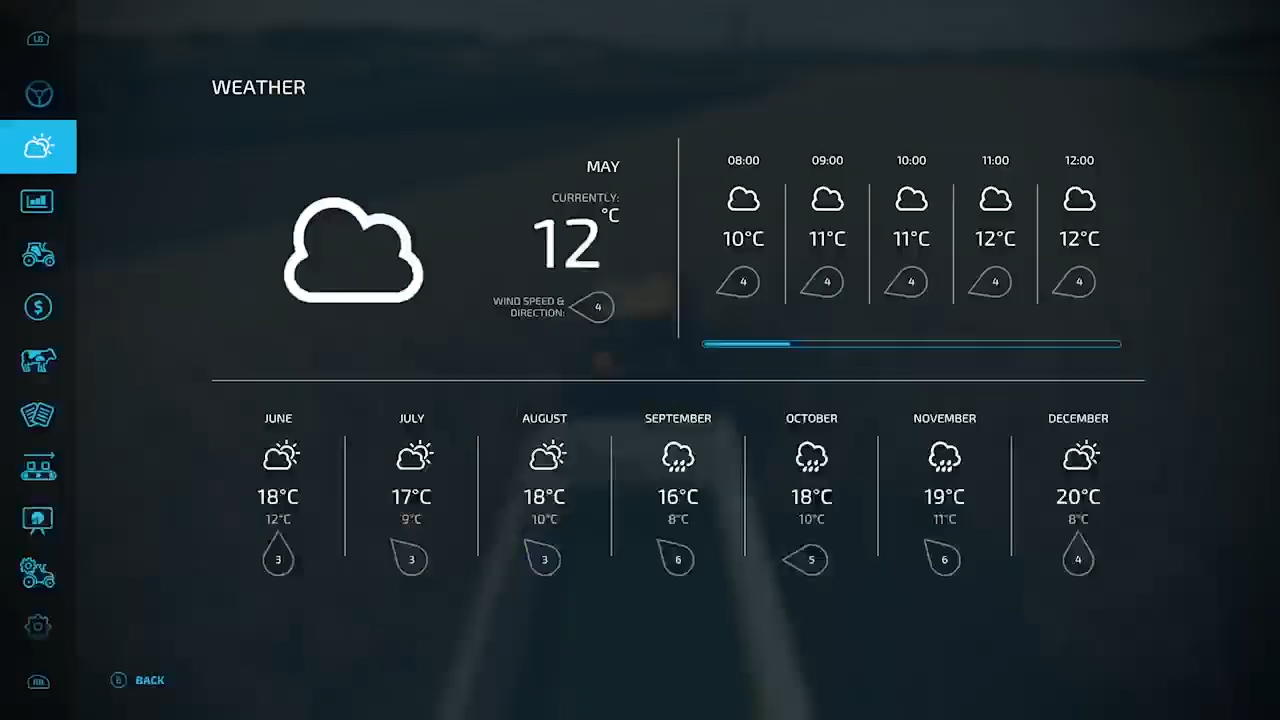 LB
WEATHER
MAY
CURRENTLY:
12 °C
WIND SPEED &
DIRECTION:
4
08:00 09:00 10:00 11:00 12:00
10°C 11°C 11°C 12°C 12°C
4 4 4 4 4
JUNE JULY AUGUST SEPTEMBER OCTOBER NOVEMBER DECEMBER
18°C 17°C 18°C 16°C 18°C 19°C 20°C
12°C 9°C 10°C 8°C 10°C 11°C 8°C
3 3 3 6 5 6 4
$
RB
B BACK